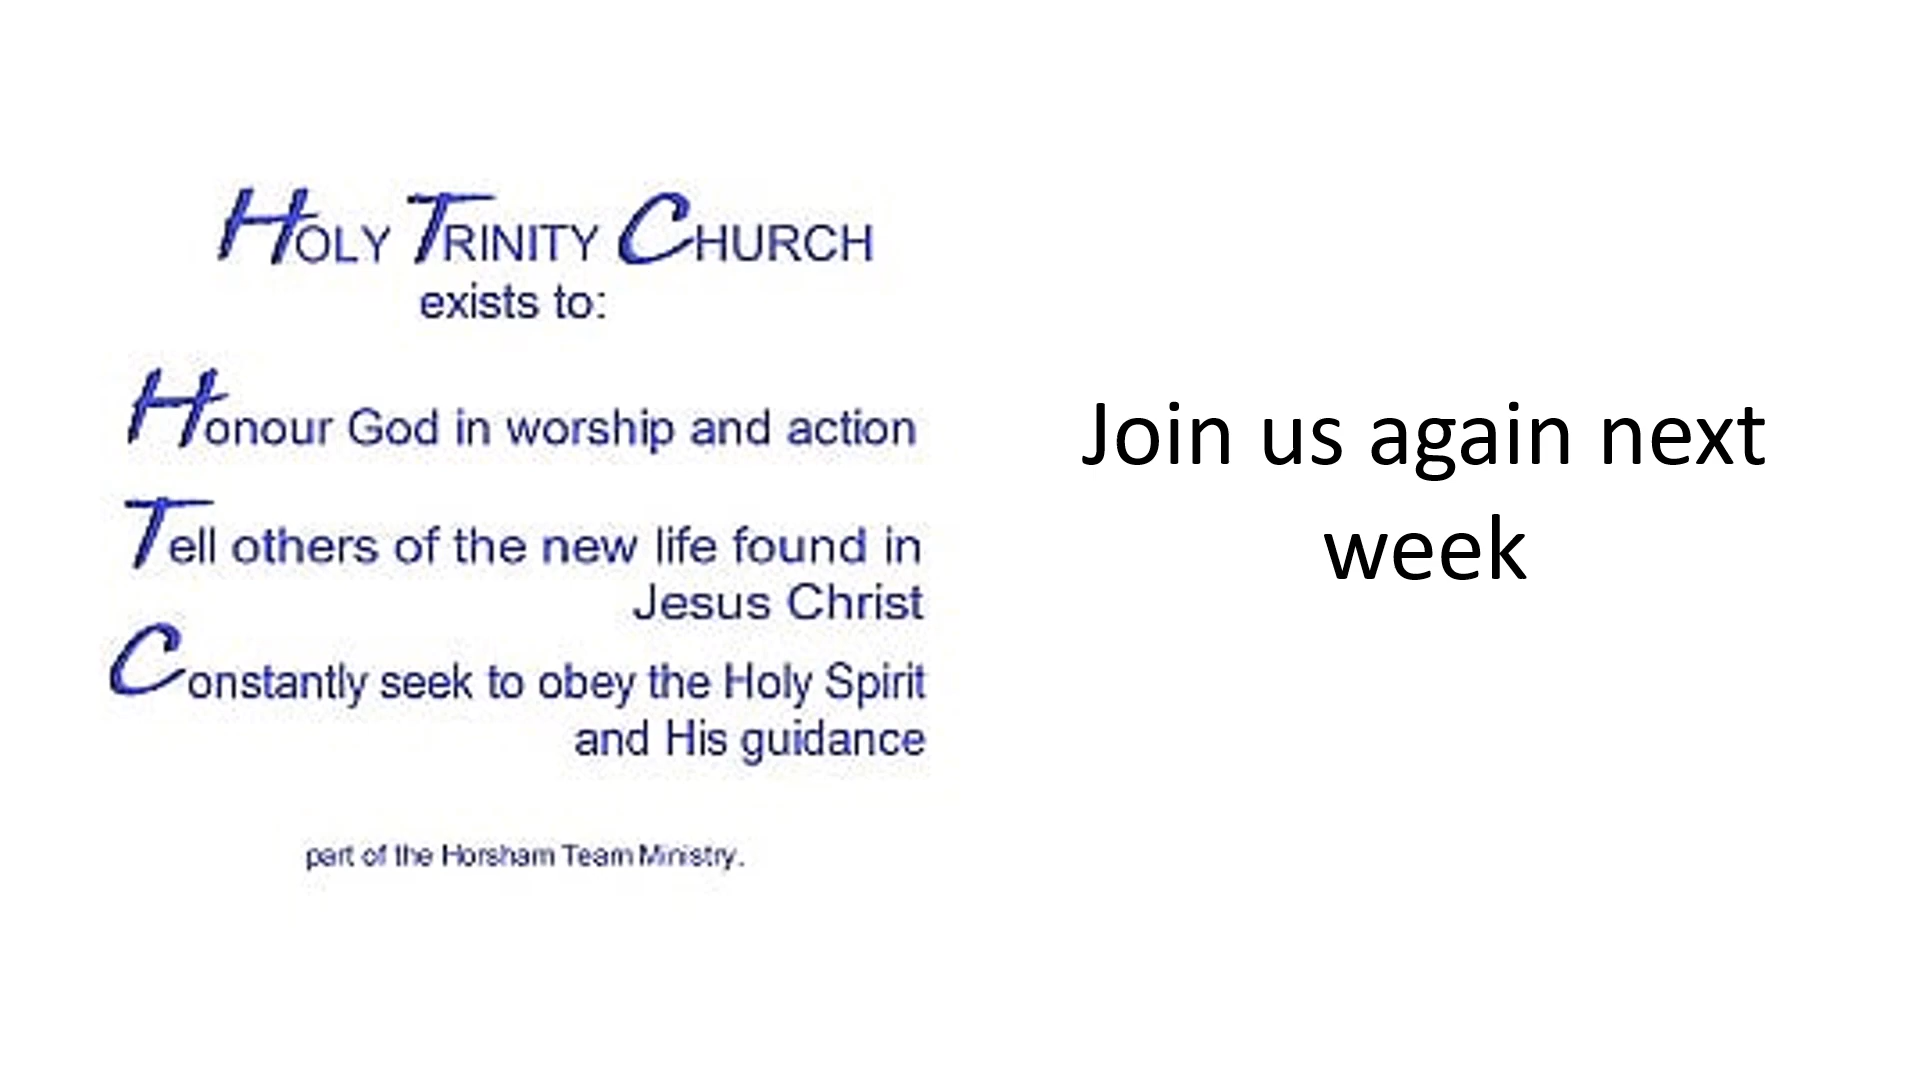 HOLY TRINITY CHURCH
exists to:
Honour God in worship and action
Tell others of the new life found in
Jesus Christ
Constantly seek to obey the Holy Spirit
and His guidance
part of the Horsham Team Ministry.
Join us again next
week